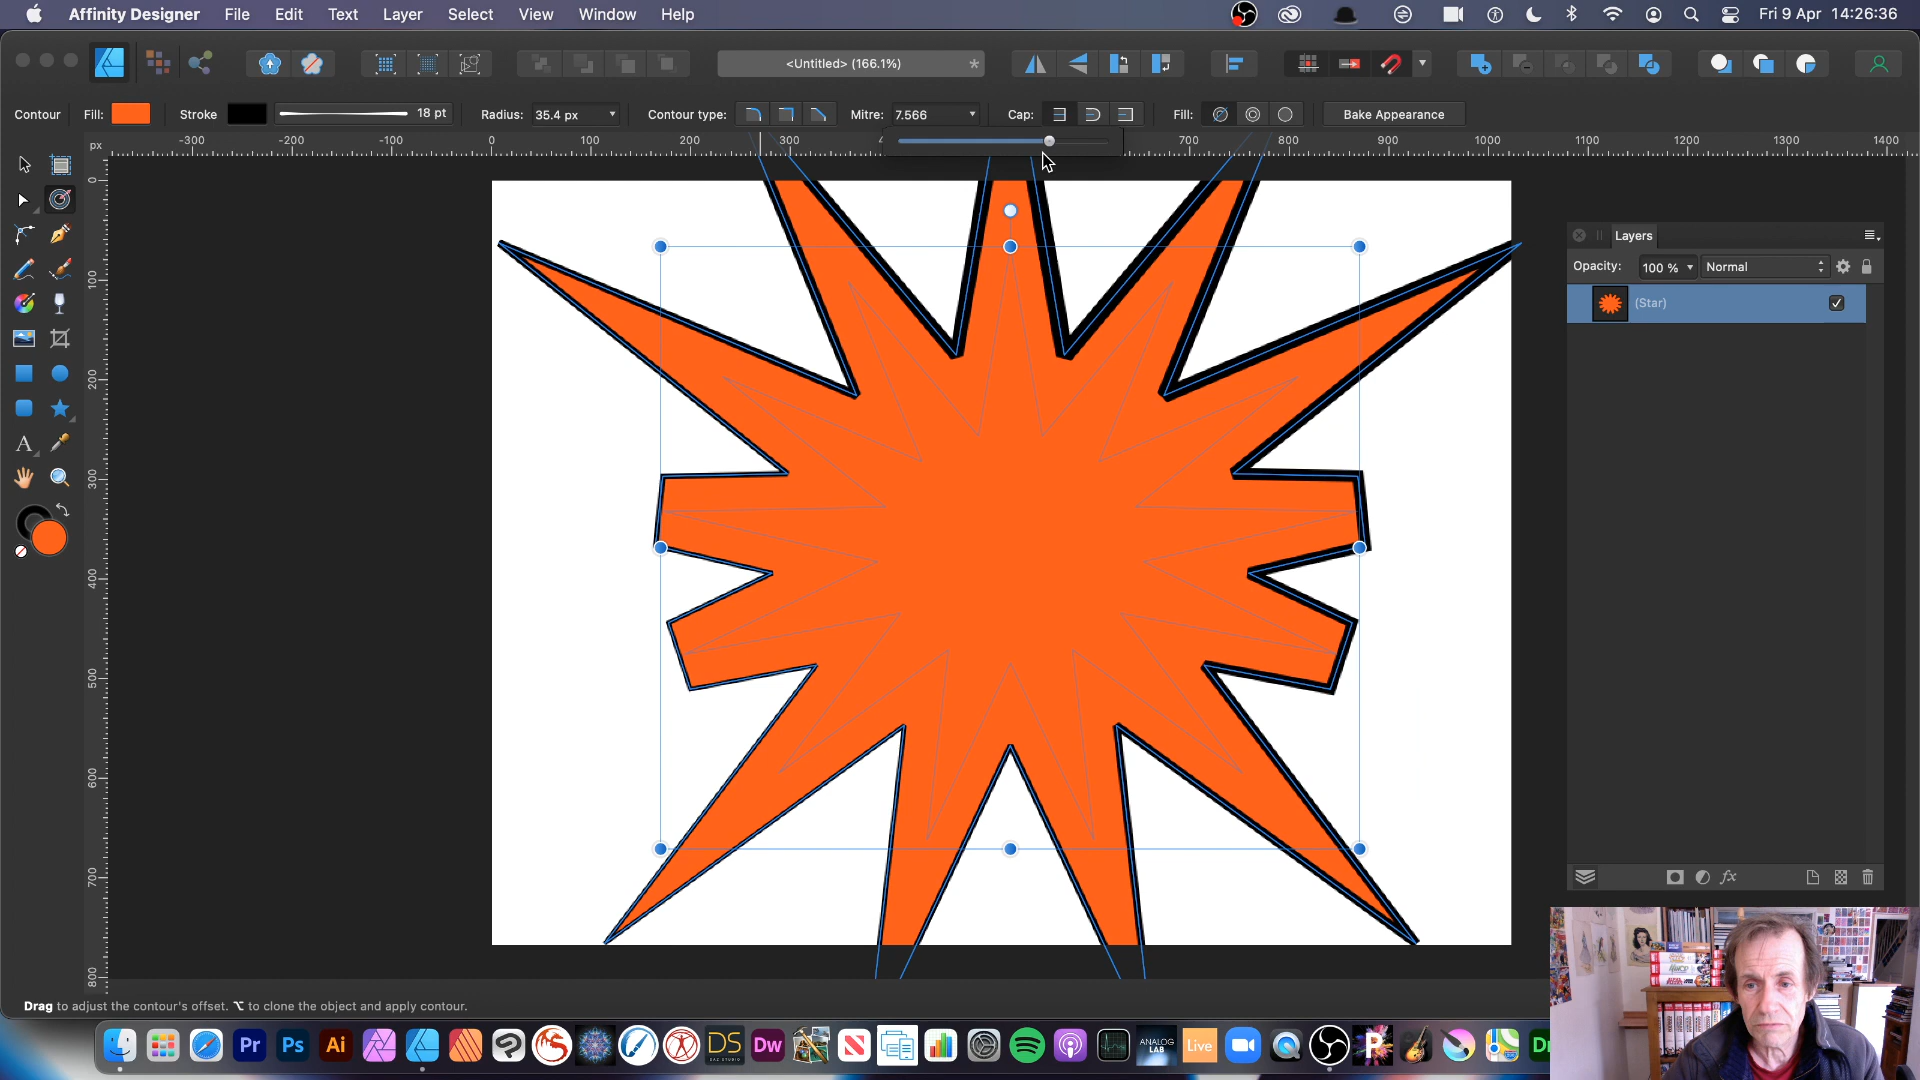 Affinity Designer File Edit Text Layer Select View Window Help Fri 9 Apr 14:26:36
<Untitled> (166.1%) *
Contour Fill: Stroke 18 pt Radius: 35.4 px Contour type: Mitre: 7.566 Cap: Fill: Bake Appearance
px -300 -200 -100 0 100 200 300 700 800 900 1000 1100 1200 1300 1400
0
100
200
300
400
500
600
700
800
Layers
Opacity: 100 % Normal
(Star)
A
Drag to adjust the contour's offset. ⌥ to clone the object and apply contour.
Pr Ps Ai DS Dw ANALOG LAB Live P Dn